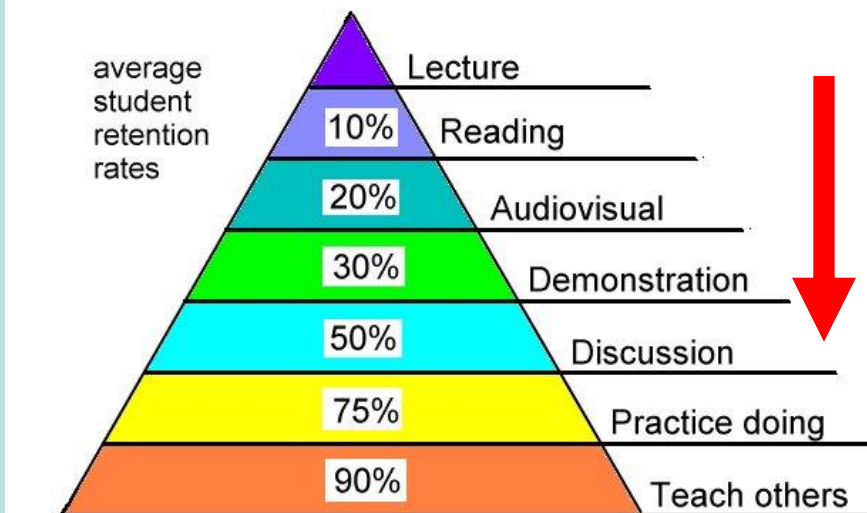 average
student
retention
rates
Lecture
10%
Reading
20%
Audiovisual
30%
Demonstration
50%
Discussion
75%
Practice doing
90%
Teach others